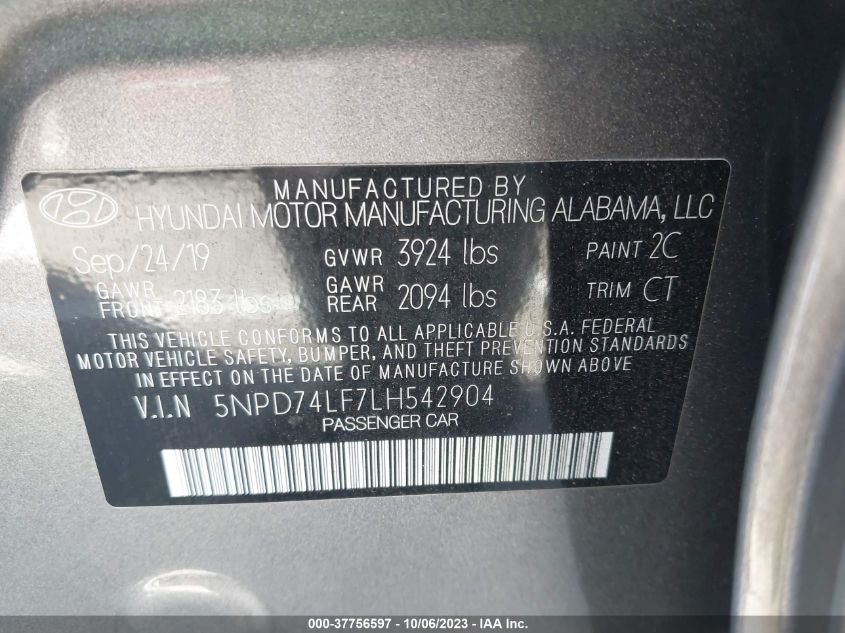 MANUFACTURED BY
HYUNDAI MOTOR MANUFACTURING ALABAMA, LLC
Sep/24/19 GVWR 3924 lbs PAINT 2C
GAWR FRONT 2183 lbs GAWR REAR 2094 lbs TRIM CT
THIS VEHICLE CONFORMS TO ALL APPLICABLE U.S.A. FEDERAL
MOTOR VEHICLE SAFETY, BUMPER, AND THEFT PREVENTION STANDARDS
IN EFFECT ON THE DATE OF MANUFACTURE SHOWN ABOVE.
V.I.N 5NPD74LF7LH542904
PASSENGER CAR
000-37756597 - 10/06/2023 - IAA Inc.